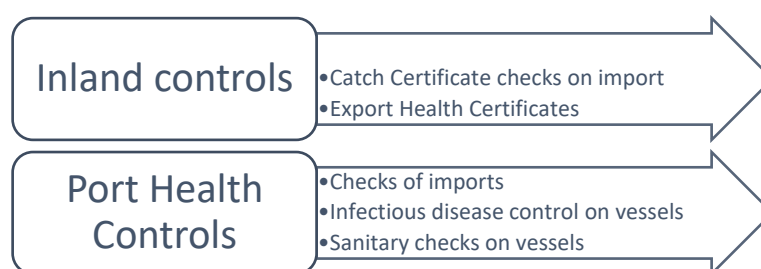 Inland controls
•Catch Certificate checks on import
•Export Health Certificates
Port Health
Controls
•Checks of imports
•Infectious disease control on vessels
•Sanitary checks on vessels